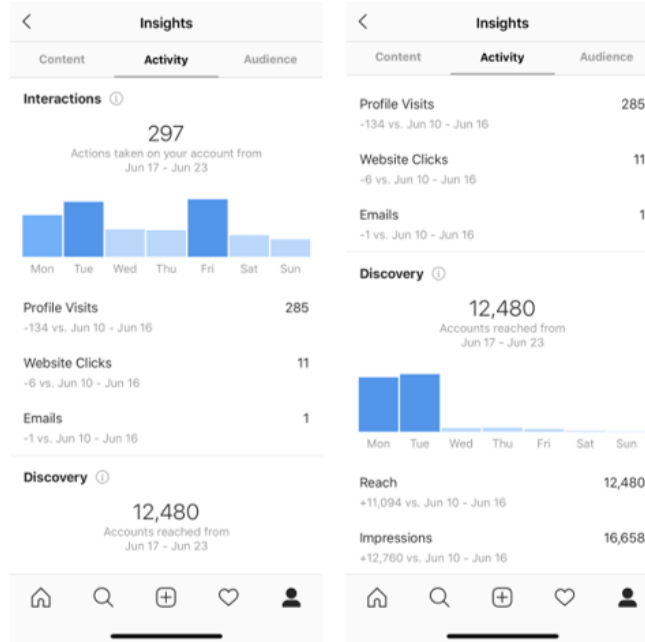 Insights
Content Activity Audience
Interactions
297
Actions taken on your account from
Jun 17 - Jun 23
Mon Tue Wed Thu Fri Sat Sun
Profile Visits 285
-134 vs. Jun 10 - Jun 16
Website Clicks 11
-6 vs. Jun 10 - Jun 16
Emails 1
-1 vs. Jun 10 - Jun 16
Discovery
12,480
Accounts reached from
Jun 17 - Jun 23
Insights
Content Activity Audience
Profile Visits 285
-134 vs. Jun 10 - Jun 16
Website Clicks 11
-6 vs. Jun 10 - Jun 16
Emails 1
-1 vs. Jun 10 - Jun 16
Discovery
12,480
Accounts reached from
Jun 17 - Jun 23
Mon Tue Wed Thu Fri Sat Sun
Reach 12,480
+11,094 vs. Jun 10 - Jun 16
Impressions 16,658
+12,760 vs. Jun 10 - Jun 16